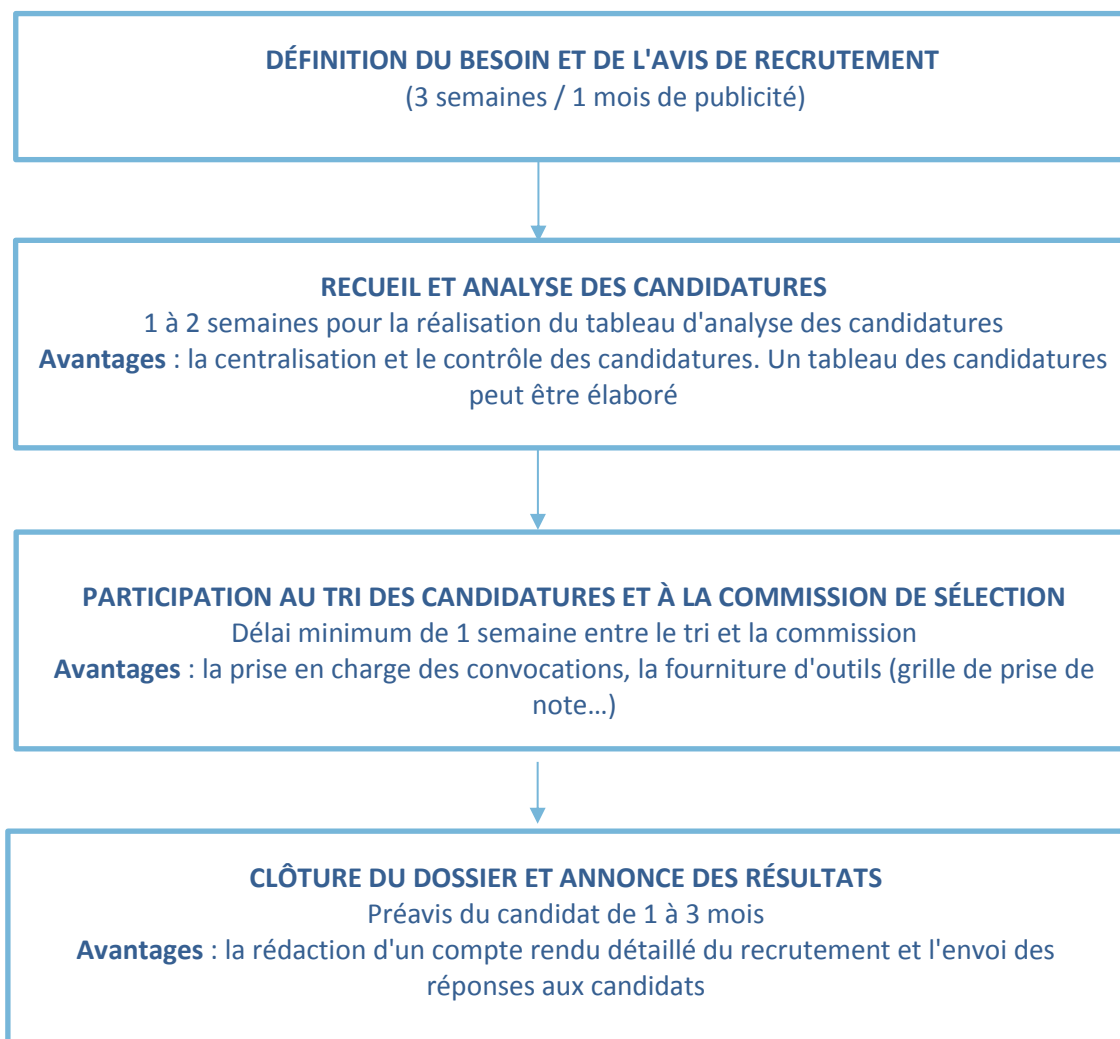 DÉFINITION DU BESOIN ET DE L'AVIS DE RECRUTEMENT
(3 semaines / 1 mois de publicité)
RECUEIL ET ANALYSE DES CANDIDATURES
1 à 2 semaines pour la réalisation du tableau d'analyse des candidatures
Avantages : la centralisation et le contrôle des candidatures. Un tableau des candidatures
peut être élaboré
PARTICIPATION AU TRI DES CANDIDATURES ET À LA COMMISSION DE SÉLECTION
Délai minimum de 1 semaine entre le tri et la commission
Avantages : la prise en charge des convocations, la fourniture d'outils (grille de prise de
note…)
CLÔTURE DU DOSSIER ET ANNONCE DES RÉSULTATS
Préavis du candidat de 1 à 3 mois
Avantages : la rédaction d'un compte rendu détaillé du recrutement et l'envoi des
réponses aux candidats